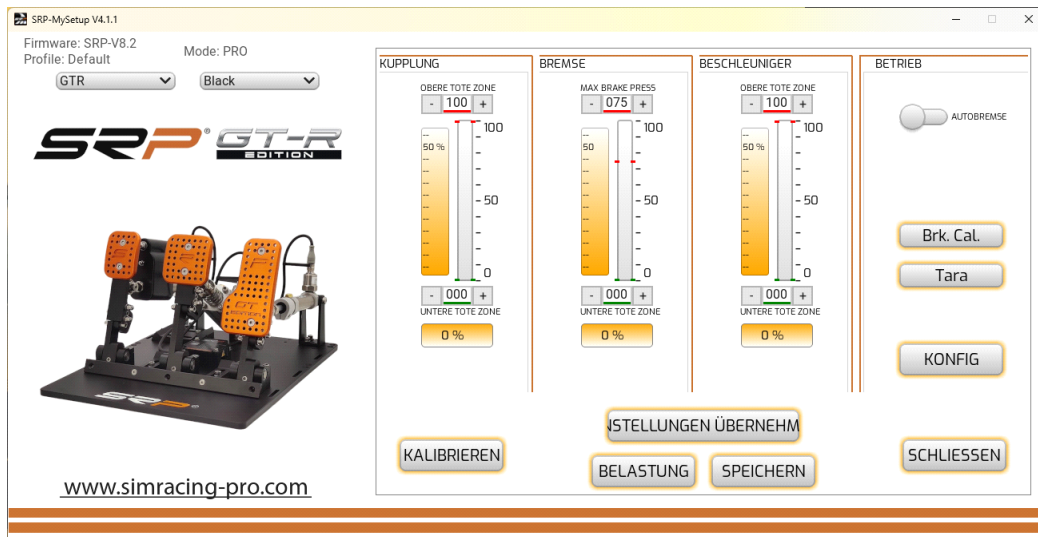 SRP-MySetup V4.1.1
Firmware: SRP-V8.2
Profile: Default
Mode: PRO
GTR
Black
SRP® GT-R
EDITION
www.simracing-pro.com
KUPPLUNG
OBERE TOTE ZONE
- 100 +
50 %
100
50
0
- 000 +
UNTERE TOTE ZONE
0 %
BREMSE
MAX BRAKE PRESS
- 075 +
50
100
50
0
- 000 +
UNTERE TOTE ZONE
0 %
BESCHLEUNIGER
OBERE TOTE ZONE
- 100 +
50 %
100
50
0
- 000 +
UNTERE TOTE ZONE
0 %
BETRIEB
AUTOBREMSE
Brk. Cal.
Tara
KONFIG
KALIBRIEREN
NSTELLUNGEN ÜBERNEHM
BELASTUNG
SPEICHERN
SCHLIESSEN
GT
SRP